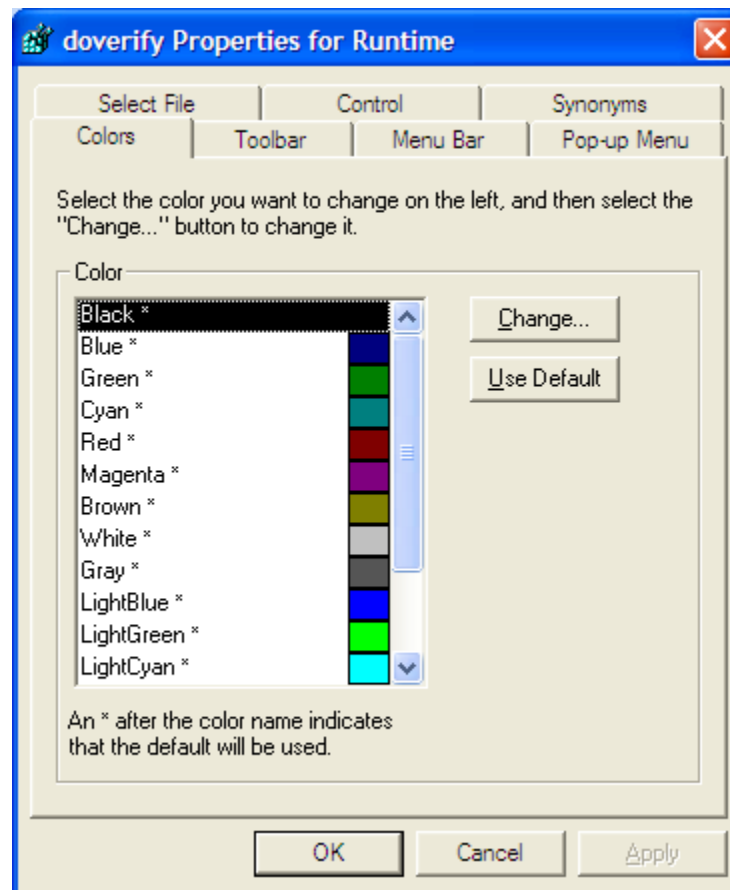 doverify Properties for Runtime
Select File
Control
Synonyms
Colors
Toolbar
Menu Bar
Pop-up Menu
Select the color you want to change on the left, and then select the
"Change..." button to change it.
Color
Black *
Blue *
Green *
Cyan *
Red *
Magenta *
Brown *
White *
Gray *
LightBlue *
LightGreen *
LightCyan *
Change...
Use Default
An * after the color name indicates
that the default will be used.
OK
Cancel
Apply